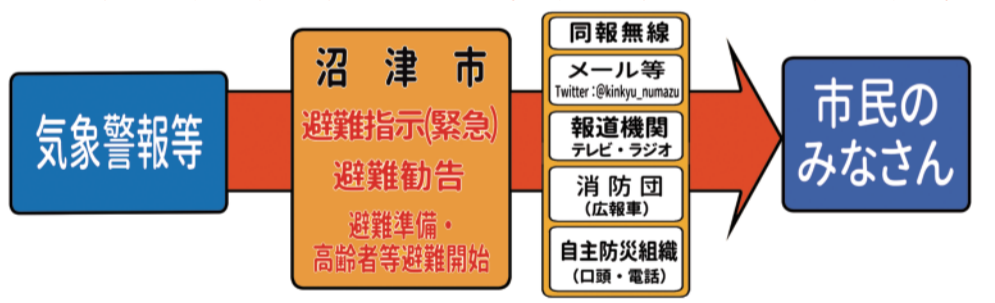 気象警報等
沼津市
避難指示(緊急)
避難勧告
避難準備・
高齢者等避難開始
同報無線
メール等
Twitter:@kinkyu_numazu
報道機関
テレビ・ラジオ
消防団
（広報車）
自主防災組織
（口頭・電話）
市民の
みなさん